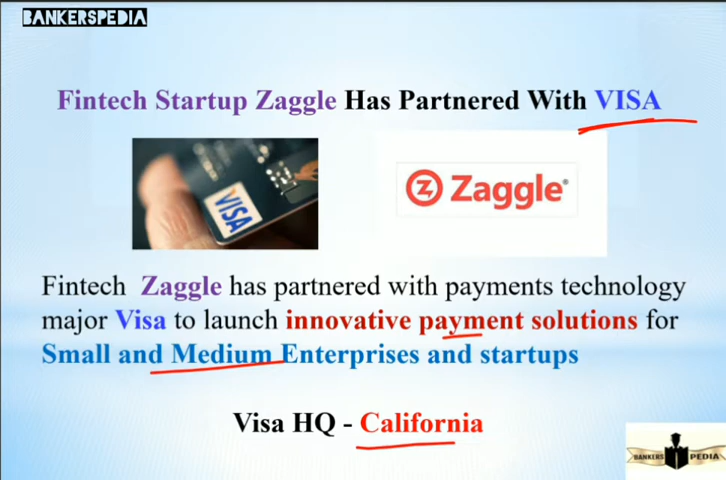 BANKERSPEDIA
Fintech Startup Zaggle Has Partnered With VISA
VISA
Zaggle®
Fintech Zaggle has partnered with payments technology
major Visa to launch innovative payment solutions for
Small and Medium Enterprises and startups
Visa HQ - California
BANKERS PEDIA